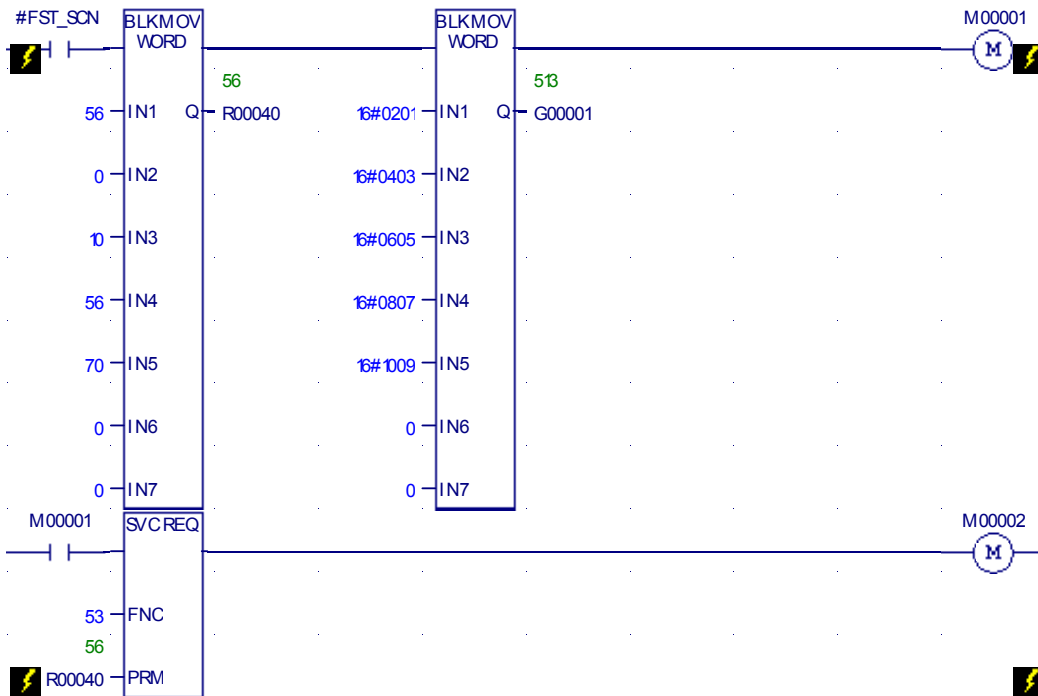 #FST_SCN BLKMOV BLKMOV M00001
WORD WORD M
56 513
56 IN1 Q R00040 16#0201 IN1 Q G00001
0 IN2 16#0403 IN2
10 IN3 16#0605 IN3
56 IN4 16#0807 IN4
70 IN5 16#1009 IN5
0 IN6 0 IN6
0 IN7 0 IN7
M00001 SVC REQ M00002
M
53 FNC
56
R00040 PRM